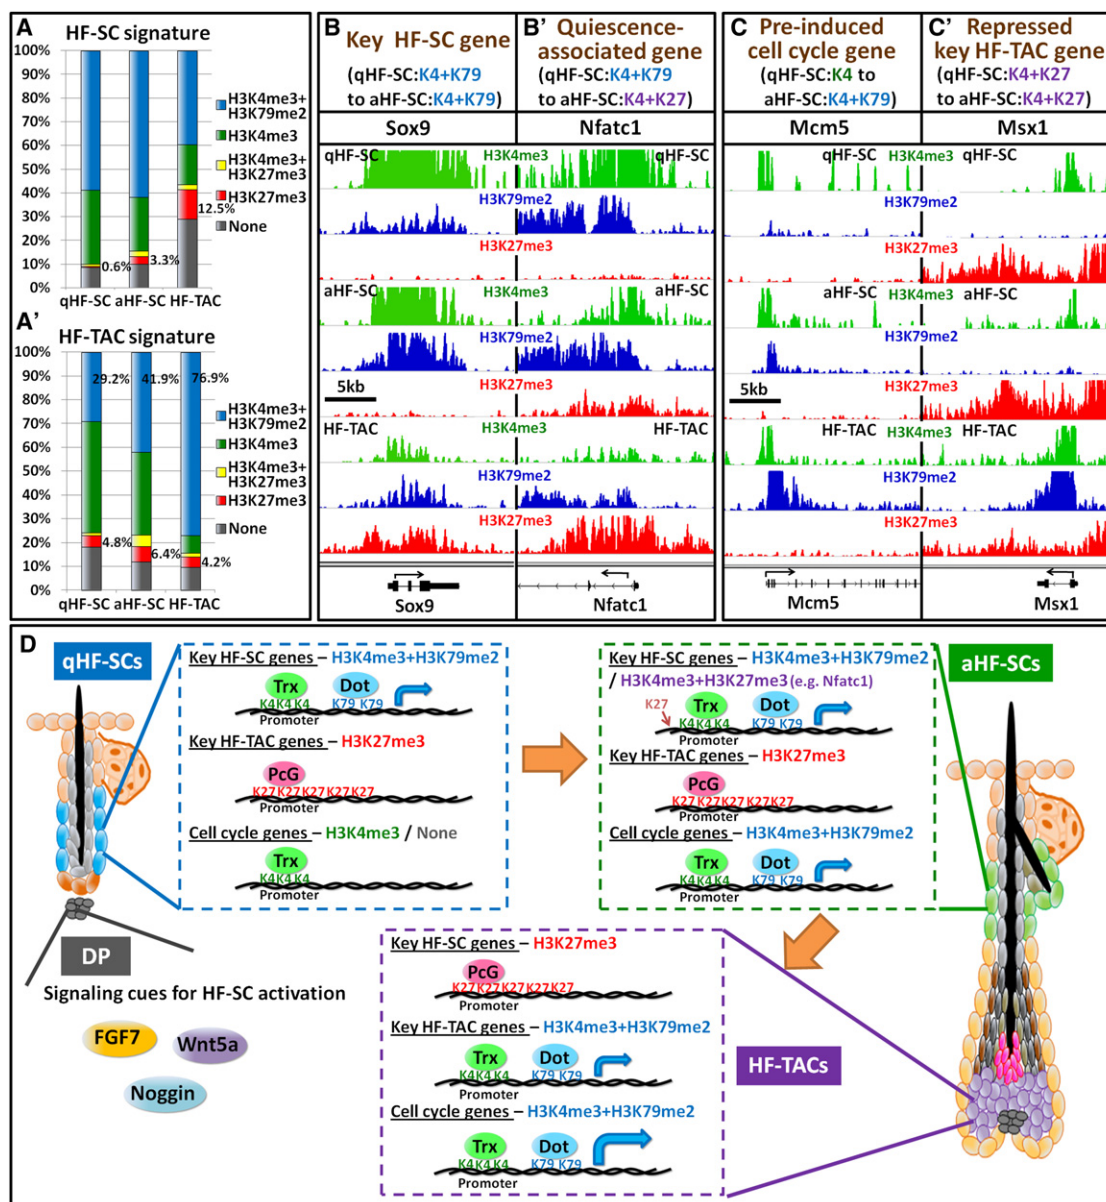 A
HF-SC signature
100%
90%
80%
70%
60%
50%
40%
30%
20%
10%
0%
0.6%
3.3%
12.5%
qHF-SC aHF-SC HF-TAC
H3K4me3+
H3K79me2
H3K4me3
H3K4me3+
H3K27me3
H3K27me3
None
A'
HF-TAC signature
100%
90%
80%
70%
60%
50%
40%
30%
20%
10%
0%
29.2%
41.9%
76.9%
4.8%
6.4%
4.2%
qHF-SC aHF-SC HF-TAC
H3K4me3+
H3K79me2
H3K4me3
H3K4me3+
H3K27me3
H3K27me3
None
B
Key HF-SC gene
(qHF-SC:K4+K79
to aHF-SC:K4+K79)
Sox9
B'
Quiescence-
associated gene
(qHF-SC:K4+K79
to aHF-SC:K4+K27)
Nfatc1
qHF-SC H3K4me3 qHF-SC
H3K79me2
H3K27me3
aHF-SC H3K4me3 aHF-SC
H3K79me2
5kb
H3K27me3
HF-TAC H3K4me3 HF-TAC
H3K79me2
H3K27me3
Sox9
Nfatc1
C
Pre-induced
cell cycle gene
(qHF-SC:K4 to
aHF-SC:K4+K79)
Mcm5
C'
Repressed
key HF-TAC gene
(qHF-SC:K4+K27
to aHF-SC:K4+K27)
Msx1
qHF-SC H3K4me3 qHF-SC
H3K79me2
H3K27me3
aHF-SC H3K4me3 aHF-SC
H3K79me2
5kb
H3K27me3
HF-TAC H3K4me3 HF-TAC
H3K79me2
H3K27me3
Mcm5
Msx1
D
qHF-SCs
Key HF-SC genes – H3K4me3+H3K79me2
Trx Dot
K4K4 K4 K79 K79
Promoter
Key HF-TAC genes – H3K27me3
PcG
K27K27K27K27K27
Promoter
Cell cycle genes – H3K4me3 / None
Trx
K4K4 K4
Promoter
Key HF-SC genes – H3K4me3+H3K79me2
/ H3K4me3+H3K27me3 (e.g. Nfatc1)
K27 Trx Dot
K4K4 K4 K79 K79
Promoter
Key HF-TAC genes – H3K27me3
PcG
K27K27K27K27K27
Promoter
Cell cycle genes – H3K4me3+H3K79me2
Trx Dot
K4K4 K4 K79 K79
Promoter
aHF-SCs
DP
Signaling cues for HF-SC activation
FGF7
Wnt5a
Noggin
Key HF-SC genes – H3K27me3
PcG
K27K27K27K27K27
Promoter
Key HF-TAC genes – H3K4me3+H3K79me2
Trx Dot
K4K4 K4 K79 K79
Promoter
Cell cycle genes – H3K4me3+H3K79me2
Trx Dot
K4K4 K4 K79 K79
Promoter
HF-TACs